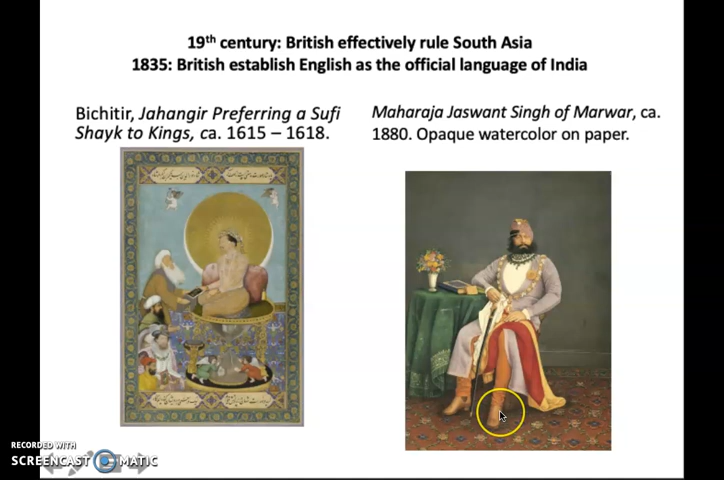 19th century: British effectively rule South Asia
1835: British establish English as the official language of India
Bichitir, Jahangir Preferring a Sufi
Shayk to Kings, ca. 1615 – 1618.
Maharaja Jaswant Singh of Marwar, ca.
1880. Opaque watercolor on paper.
RECORDED WITH
SCREENCAST MATIC